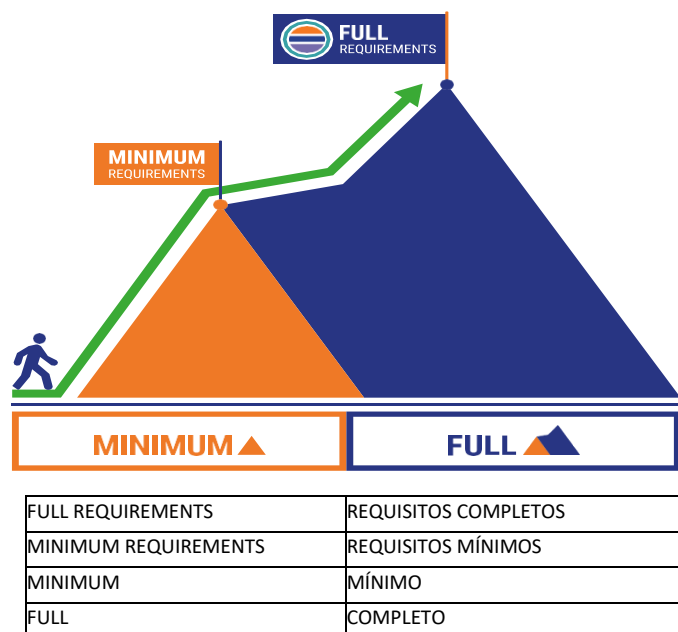 FULL
REQUIREMENTS
MINIMUM
REQUIREMENTS
MINIMUM
FULL
FULL REQUIREMENTS REQUISITOS COMPLETOS
MINIMUM REQUIREMENTS REQUISITOS MÍNIMOS
MINIMUM MÍNIMO
FULL COMPLETO